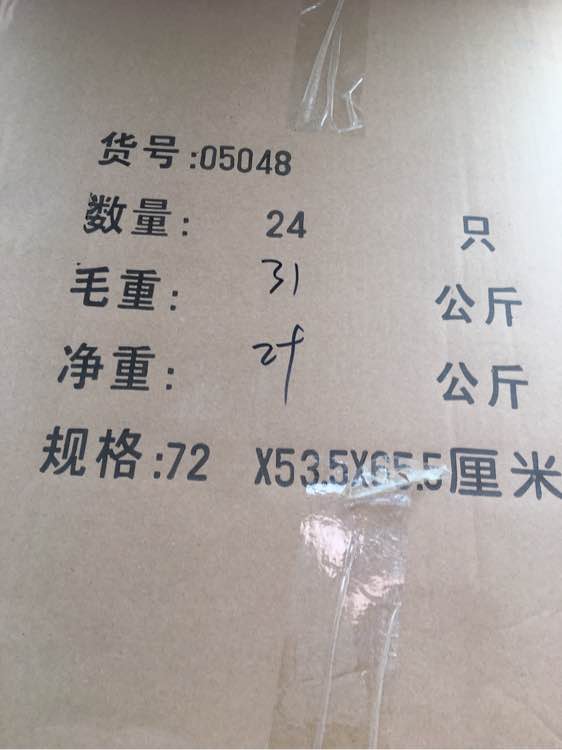 货号:05048
数量: 24 只
毛重: 31 公斤
净重: 公斤
规格:72 X53.5X65.5厘米